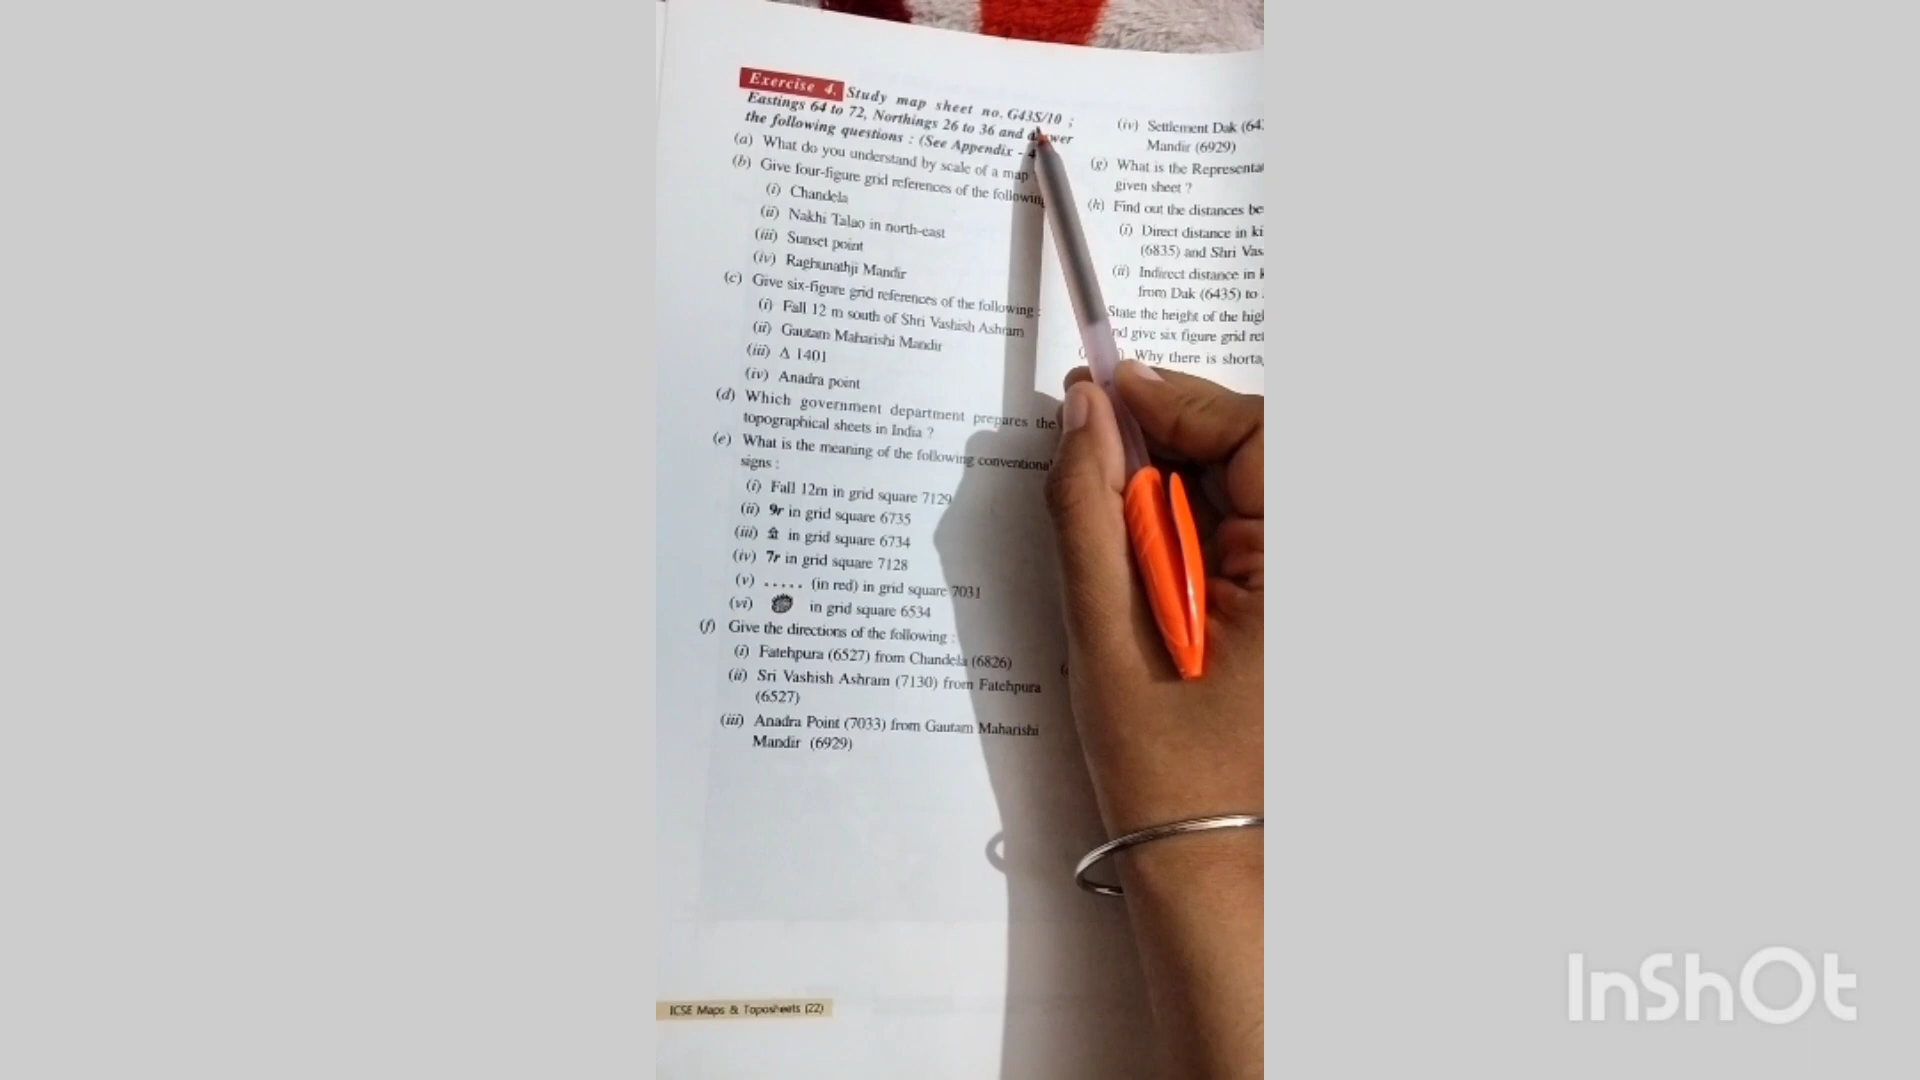 Exercise 4. Study map sheet no. G43S/10 ;
Eastings 64 to 72, Northings 26 to 36 and
the following questions : (See Appendix - 4
(a) What do you understand by scale of a map
(b) Give four-figure grid references of the following
(i) Chandela
(ii) Nakhi Talao in north-east
(iii) Sunset point
(iv) Raghunathji Mandir
(c) Give six-figure grid references of the following :
(i) Fall 12 m south of Shri Vashish Ashram
(ii) Gautam Maharishi Mandir
(iii) Δ 1401
(iv) Anadra point
(d) Which government department prepares the
topographical sheets in India ?
(e) What is the meaning of the following conventional
signs :
(i) Fall 12m in grid square 7129
(ii) 9r in grid square 6735
(iii) in grid square 6734
(iv) 7r in grid square 7128
(v) ..... (in red) in grid square 7031
(vi) in grid square 6534
(f) Give the directions of the following :
(i) Fatehpura (6527) from Chandela (6826)
(ii) Sri Vashish Ashram (7130) from Fatehpura
(6527)
(iii) Anadra Point (7033) from Gautam Maharishi
Mandir (6929)
ICSE Maps & Toposheets (22)
(iv) Settlement Dak (64
Mandir (6929)
(g) What is the Representa
given sheet ?
(h) Find out the distances be
(i) Direct distance in ki
(6835) and Shri Vas
(ii) Indirect distance in
from Dak (6435) to
State the height of the hig
give six figure grid
Why there is shorta
InShOt